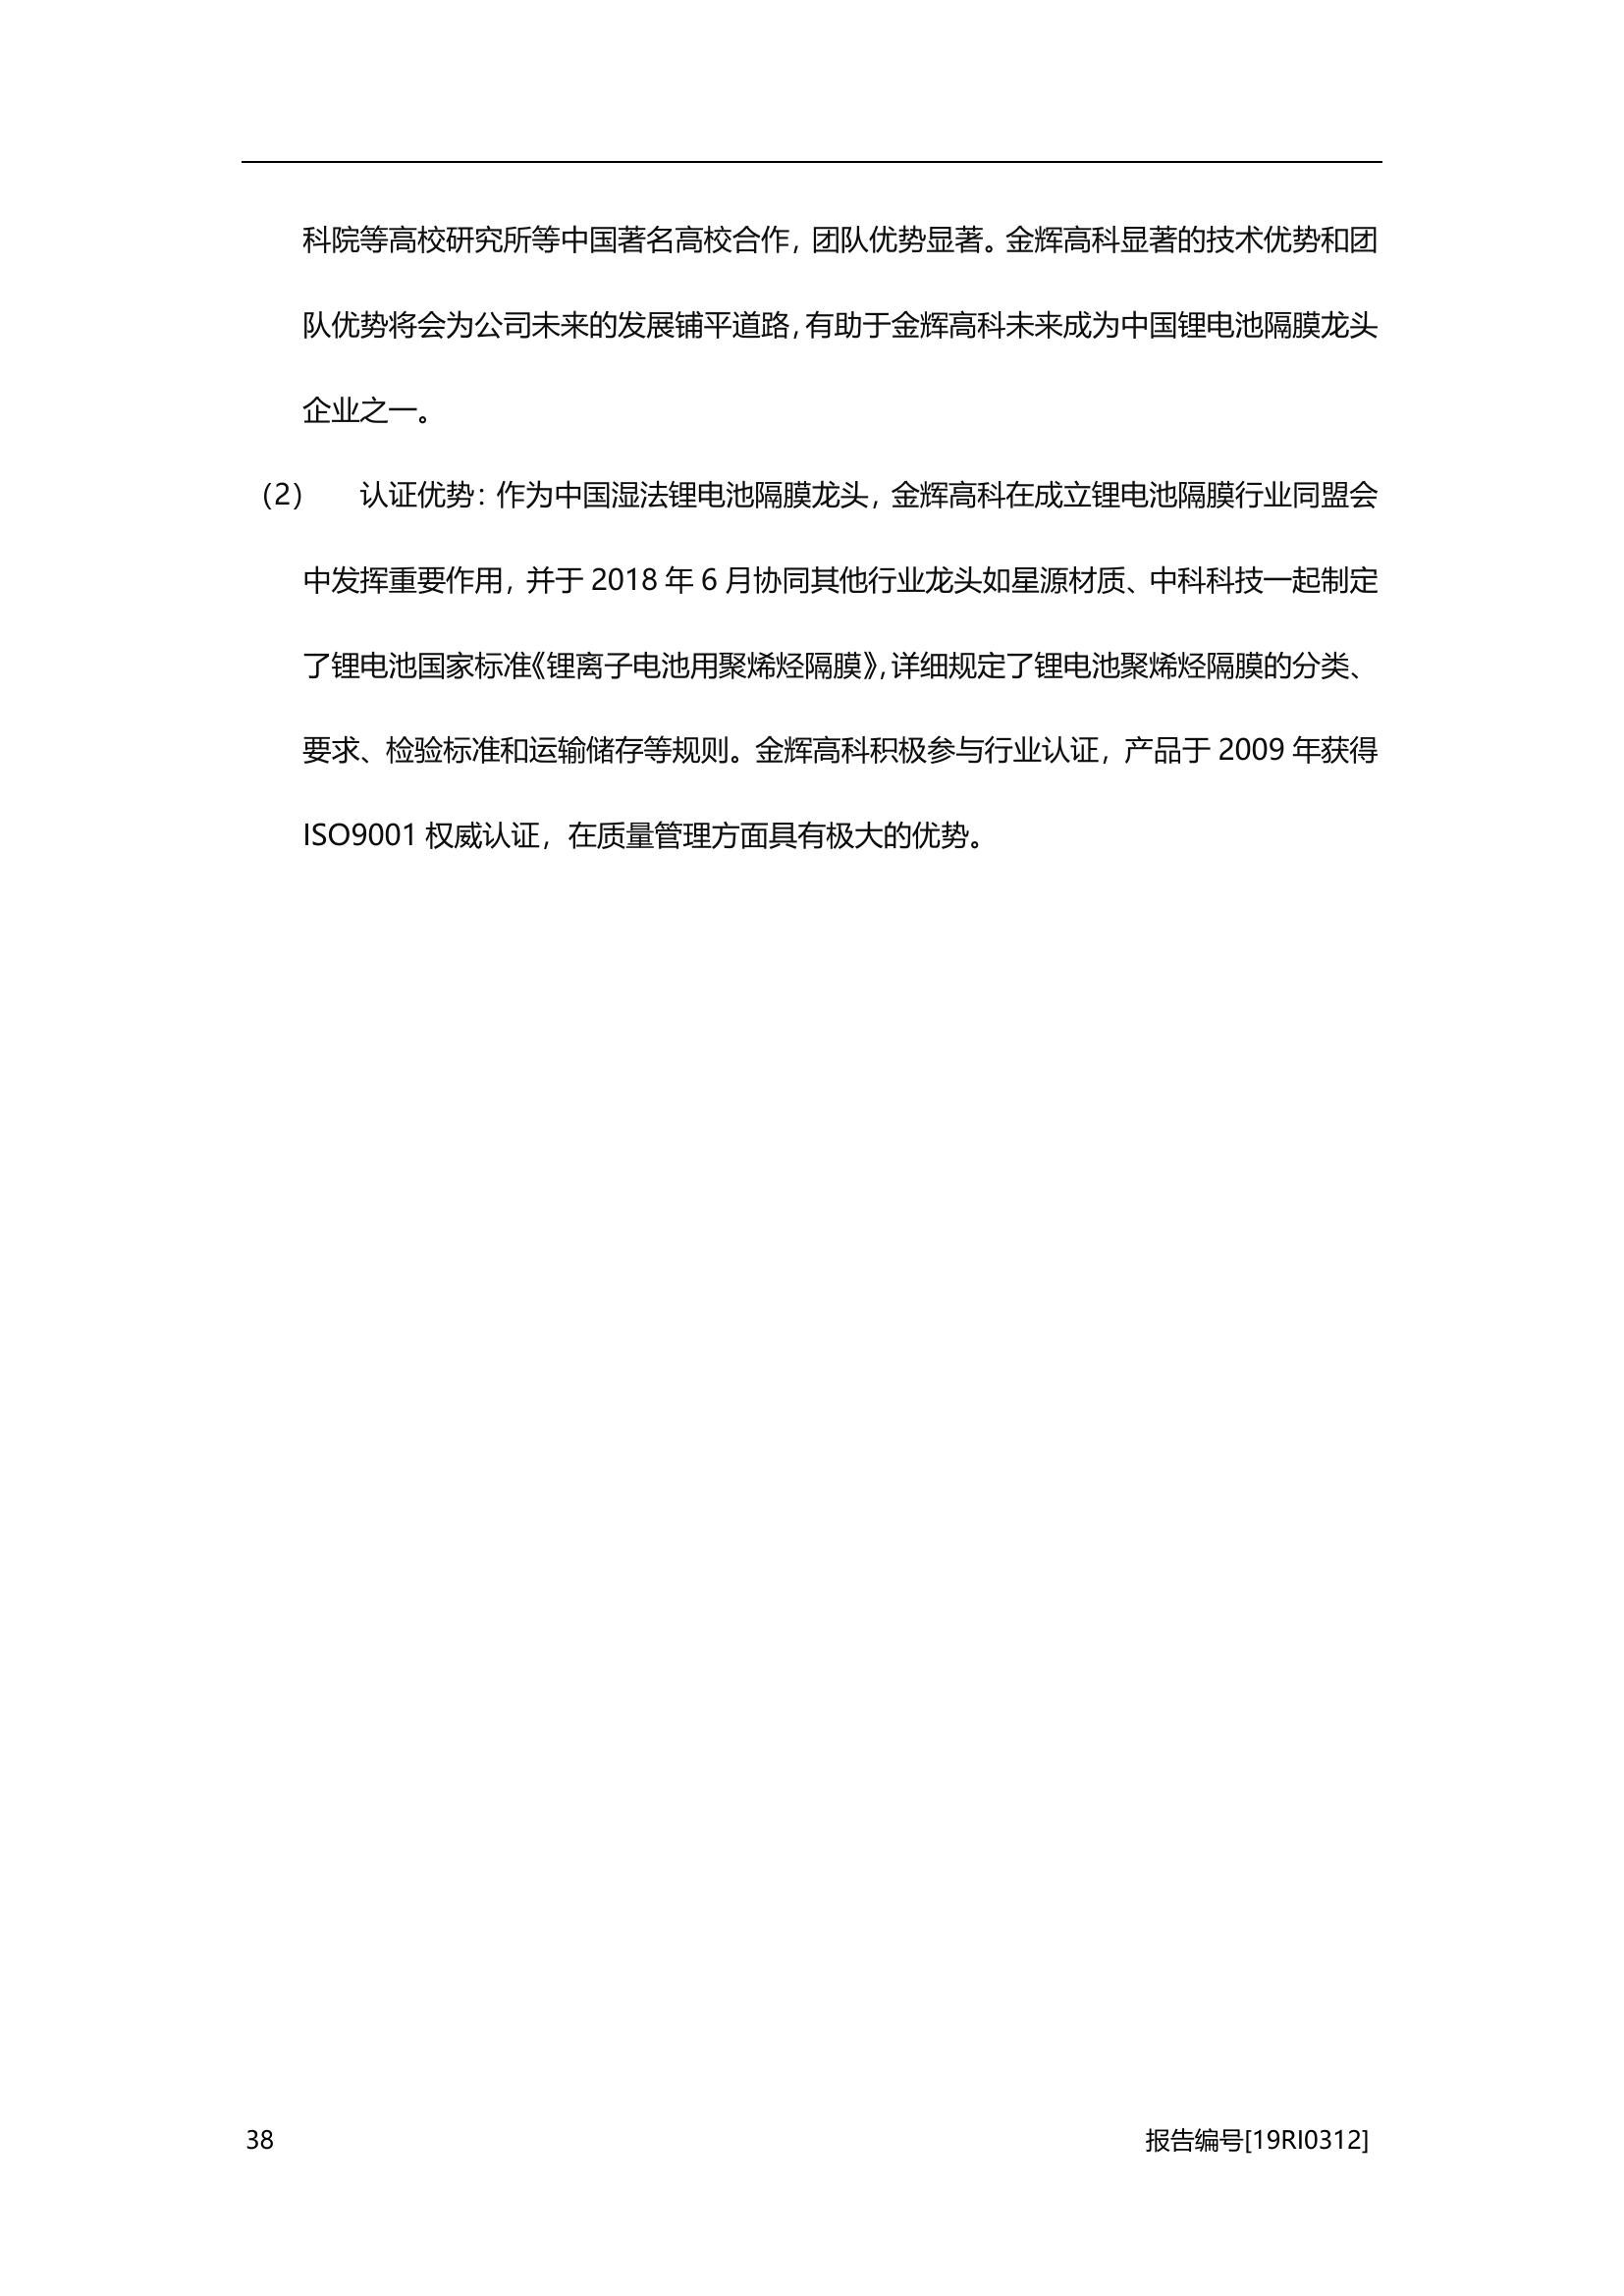 科院等高校研究所等中国著名高校合作，团队优势显著。金辉高科显著的技术优势和团
队优势将会为公司未来的发展铺平道路，有助于金辉高科未来成为中国锂电池隔膜龙头
企业之一。
（2） 认证优势：作为中国湿法锂电池隔膜龙头，金辉高科在成立锂电池隔膜行业同盟会
中发挥重要作用，并于 2018 年 6 月协同其他行业龙头如星源材质、中科科技一起制定
了锂电池国家标准《锂离子电池用聚烯烃隔膜》，详细规定了锂电池聚烯烃隔膜的分类、
要求、检验标准和运输储存等规则。金辉高科积极参与行业认证，产品于 2009 年获得
ISO9001 权威认证，在质量管理方面具有极大的优势。
38 报告编号[19RI0312]